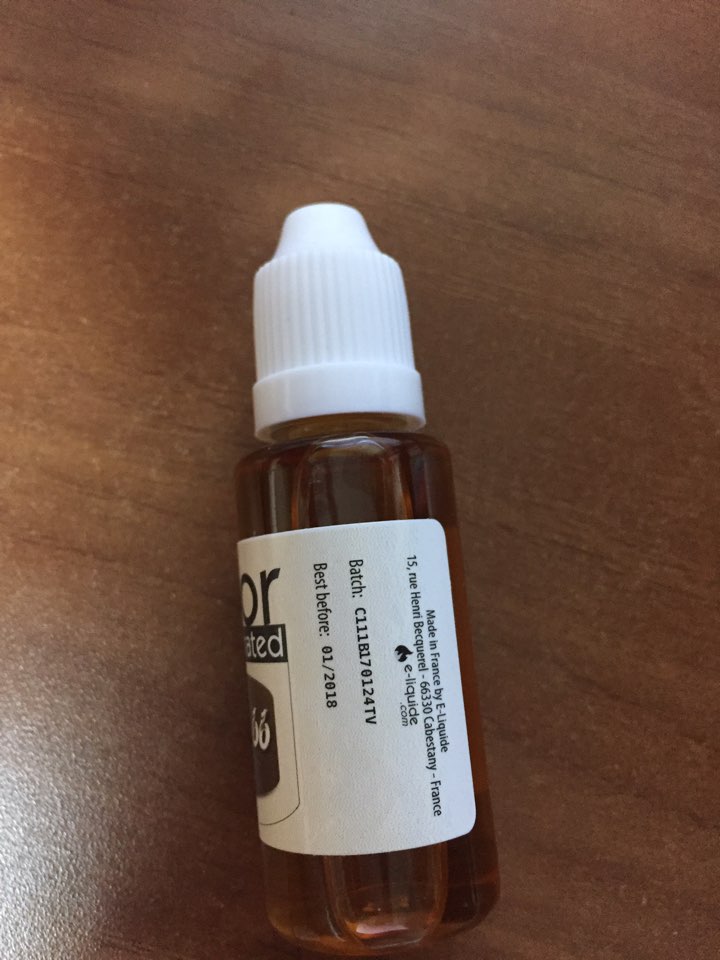 Made in France by E-Liquide
15, rue Henri Becquerel - 66330 Cabestany - France
e-liquide
.com
Batch: C111B170124TV
Best before: 01/2018
or
ated